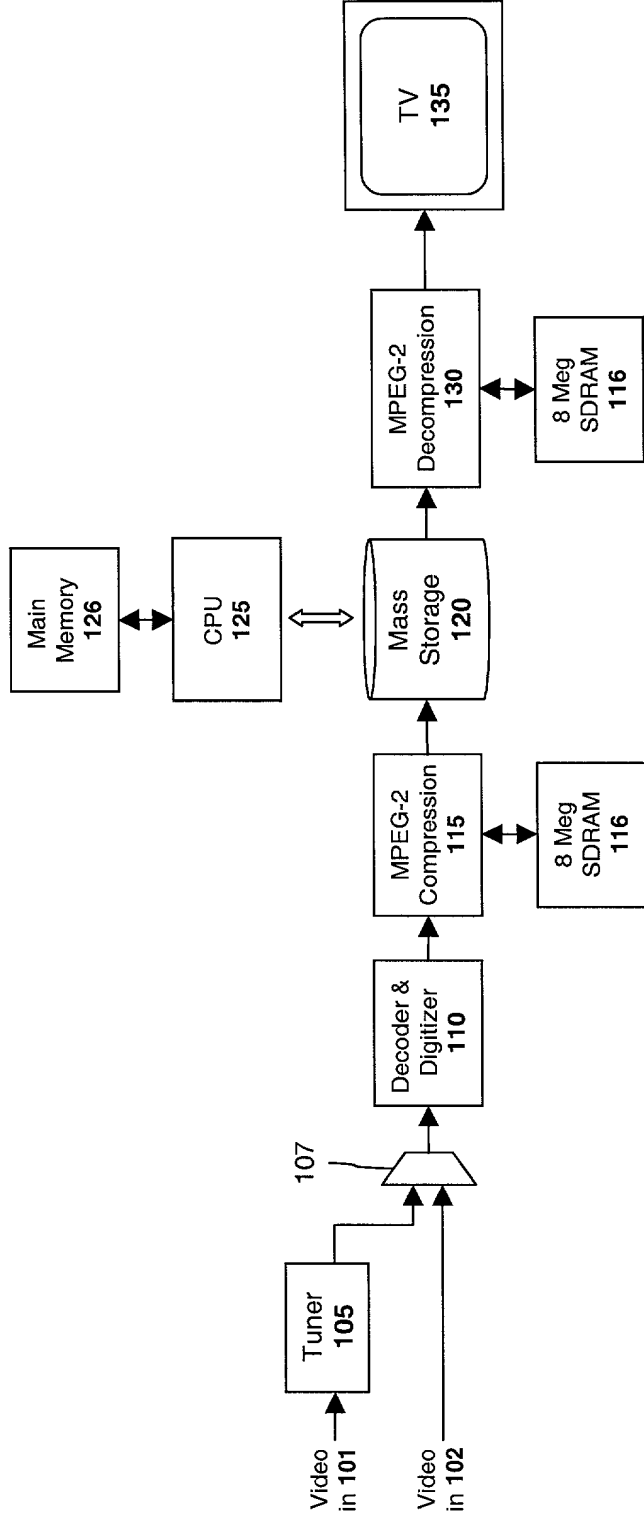 Video
in 101
Video
in 102
Tuner
105
107
Decoder &
Digitizer
110
MPEG-2
Compression
115
8 Meg
SDRAM
116
Mass
Storage
120
CPU
125
Main
Memory
126
MPEG-2
Decompression
130
8 Meg
SDRAM
116
TV
135